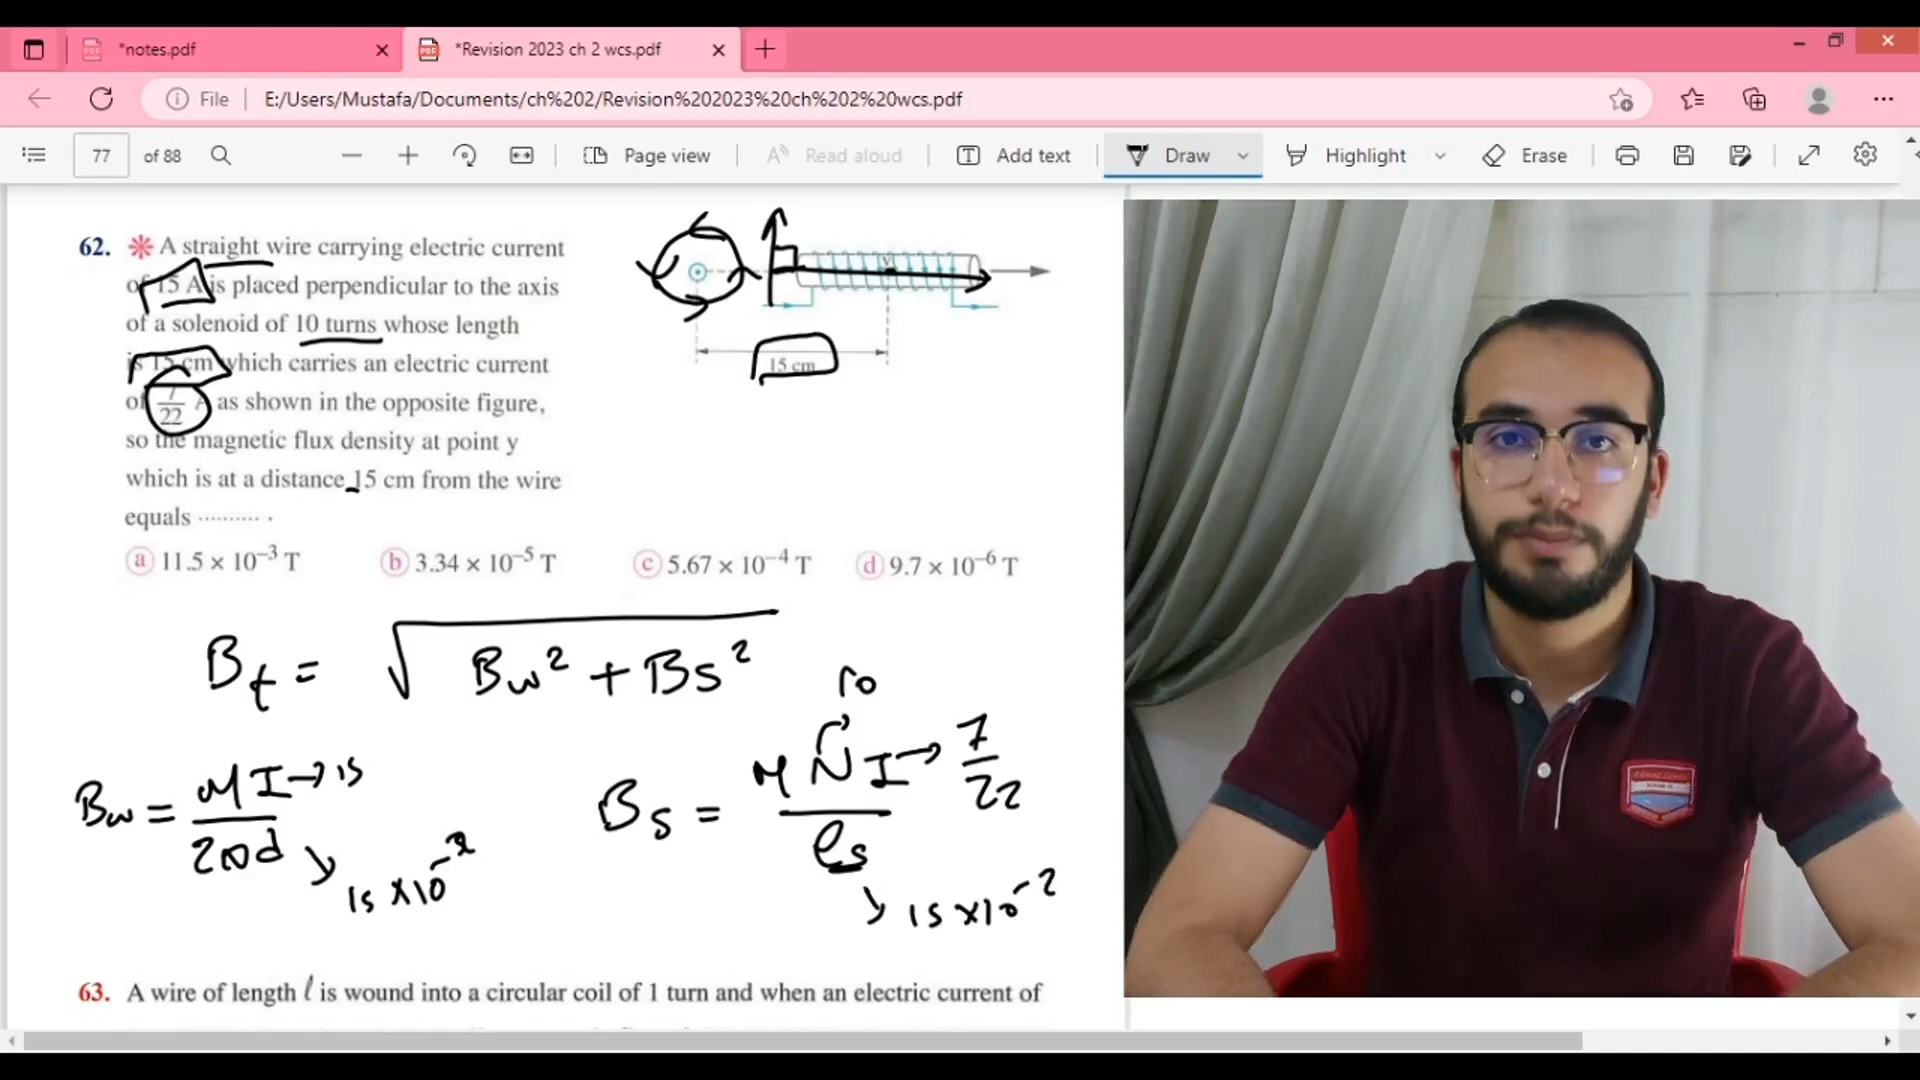 *notes.pdf
*Revision 2023 ch 2 wcs.pdf
File
E:/Users/Mustafa/Documents/ch%202/Revision%202023%20ch%202%20wcs.pdf
77 of 88
Page view
Read aloud
Add text
Draw
Highlight
Erase
62. A straight wire carrying electric current
of 15 A is placed perpendicular to the axis
of a solenoid of 10 turns whose length
is 15 cm which carries an electric current
of 7/22 A as shown in the opposite figure,
so the magnetic flux density at point y
which is at a distance 15 cm from the wire
equals .......... .
y
15 cm
a 11.5 × 10⁻³ T
b 3.34 × 10⁻⁵ T
c 5.67 × 10⁻⁴ T
d 9.7 × 10⁻⁶ T
Bt = √(Bw² + Bs²)
Bw = MI → 15 / 2πd ↘ 15 × 10⁻²
10
Bs = M N I → 7/22 / ls ↘ 15 × 10⁻²
63. A wire of length l is wound into a circular coil of 1 turn and when an electric current of